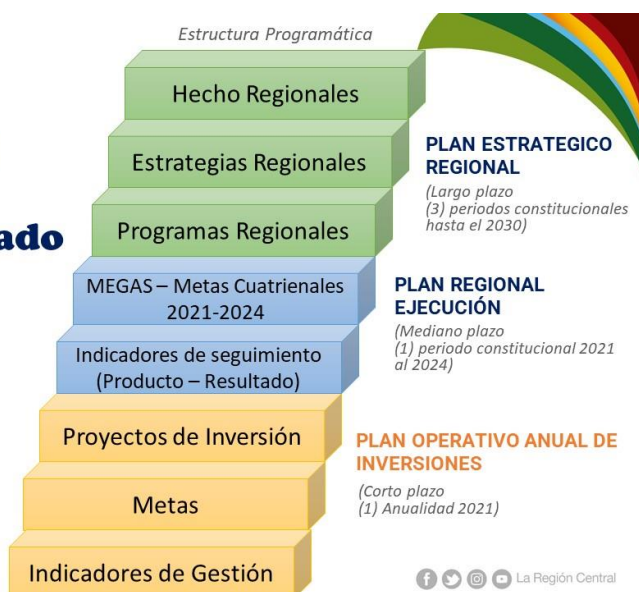 Estructura Programática
Hecho Regionales
Estrategias Regionales
PLAN ESTRATEGICO
REGIONAL
(Largo plazo
(3) periodos constitucionales
hasta el 2030)
ado
Programas Regionales
MEGAS – Metas Cuatrienales
2021-2024
PLAN REGIONAL
EJECUCIÓN
(Mediano plazo
(1) periodo constitucional 2021
al 2024)
Indicadores de seguimiento
(Producto – Resultado)
Proyectos de Inversión
PLAN OPERATIVO ANUAL DE
INVERSIONES
(Corto plazo
(1) Anualidad 2021)
Metas
Indicadores de Gestión
La Región Central